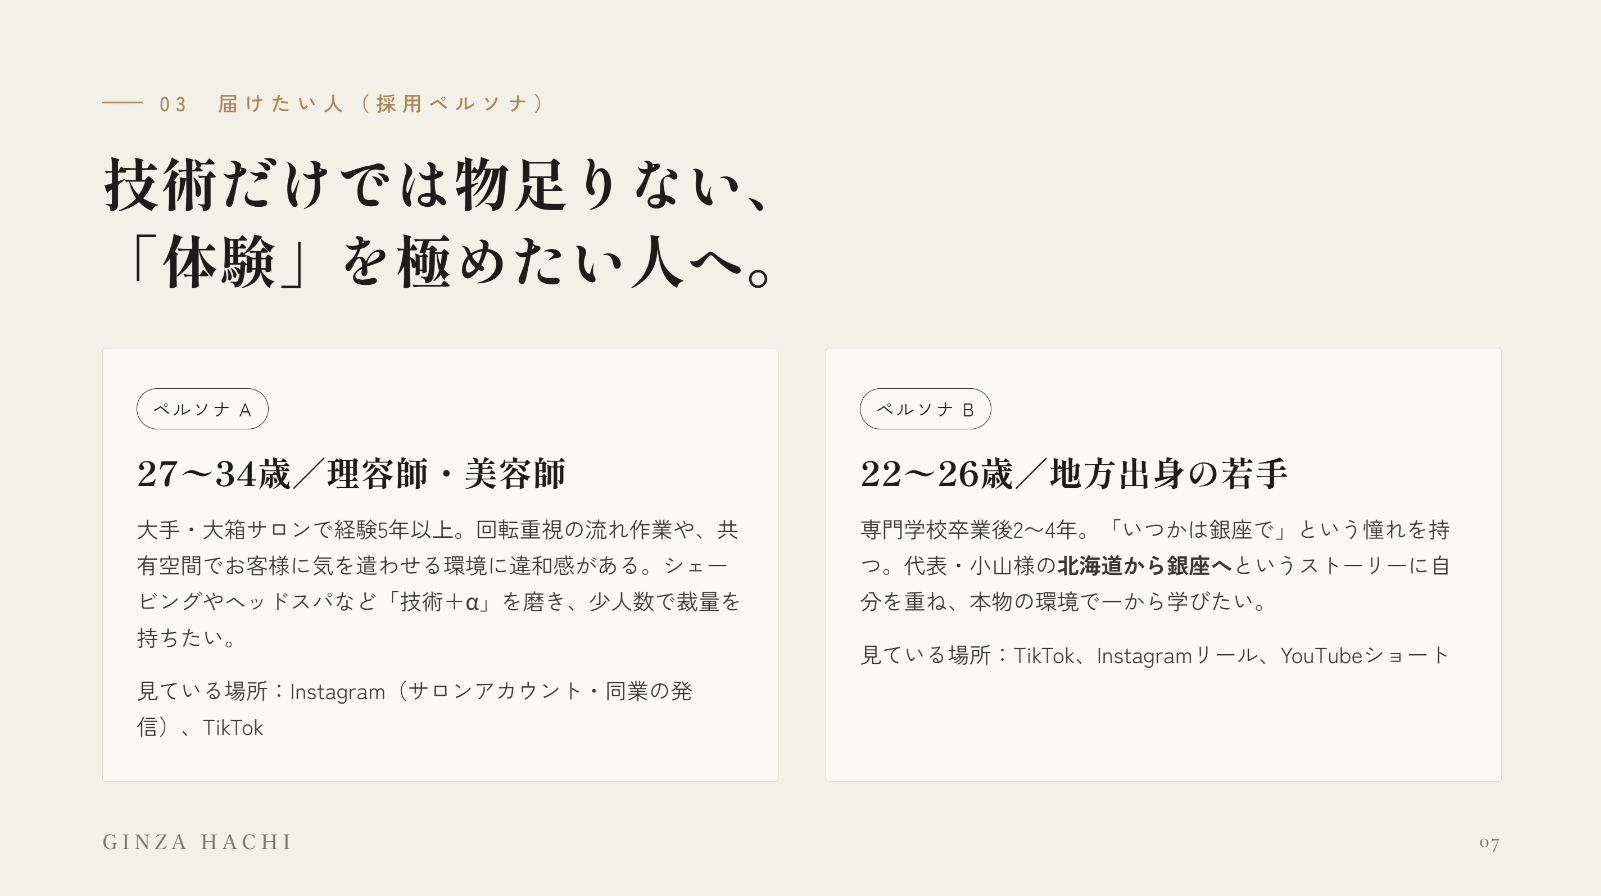 03 届けたい人（採用ペルソナ）
技術だけでは物足りない、
「体験」を極めたい人へ。
ペルソナ A
27〜34歳／理容師・美容師
大手・大箱サロンで経験5年以上。回転重視の流れ作業や、共
有空間でお客様に気を遣わせる環境に違和感がある。シェー
ビングやヘッドスパなど「技術＋α」を磨き、少人数で裁量を
持ちたい。
見ている場所：Instagram（サロンアカウント・同業の発
信）、TikTok
ペルソナ B
22〜26歳／地方出身の若手
専門学校卒業後2〜4年。「いつかは銀座で」という憧れを持
つ。代表・小山様の北海道から銀座へというストーリーに自
分を重ね、本物の環境で一から学びたい。
見ている場所：TikTok、Instagramリール、YouTubeショート
GINZA HACHI
07